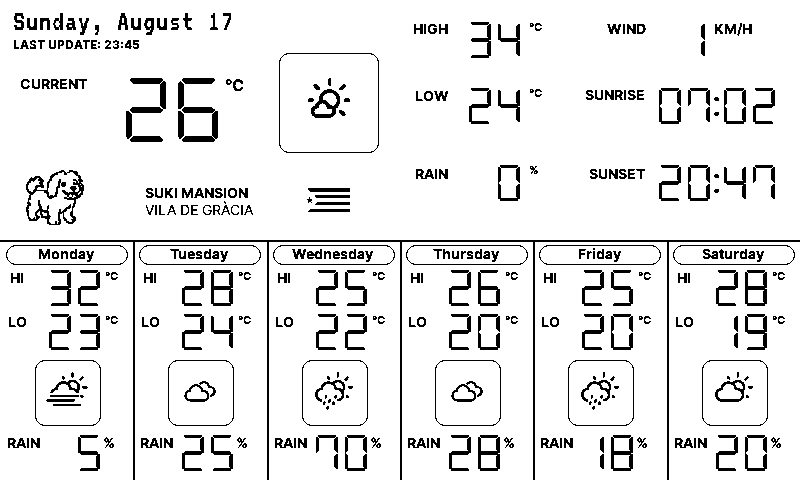 Sunday, August 17
LAST UPDATE: 23:45
CURRENT 26 °C
SUKI MANSION
VILA DE GRÀCIA
HIGH 34 °C
LOW 24 °C
RAIN 0 %
WIND 1 KM/H
SUNRISE 07:02
SUNSET 20:47
Monday
HI 32 °C
LO 23 °C
RAIN 5 %
Tuesday
HI 28 °C
LO 24 °C
RAIN 25 %
Wednesday
HI 25 °C
LO 22 °C
RAIN 70 %
Thursday
HI 26 °C
LO 20 °C
RAIN 28 %
Friday
HI 25 °C
LO 20 °C
RAIN 18 %
Saturday
HI 28 °C
LO 19 °C
RAIN 20 %